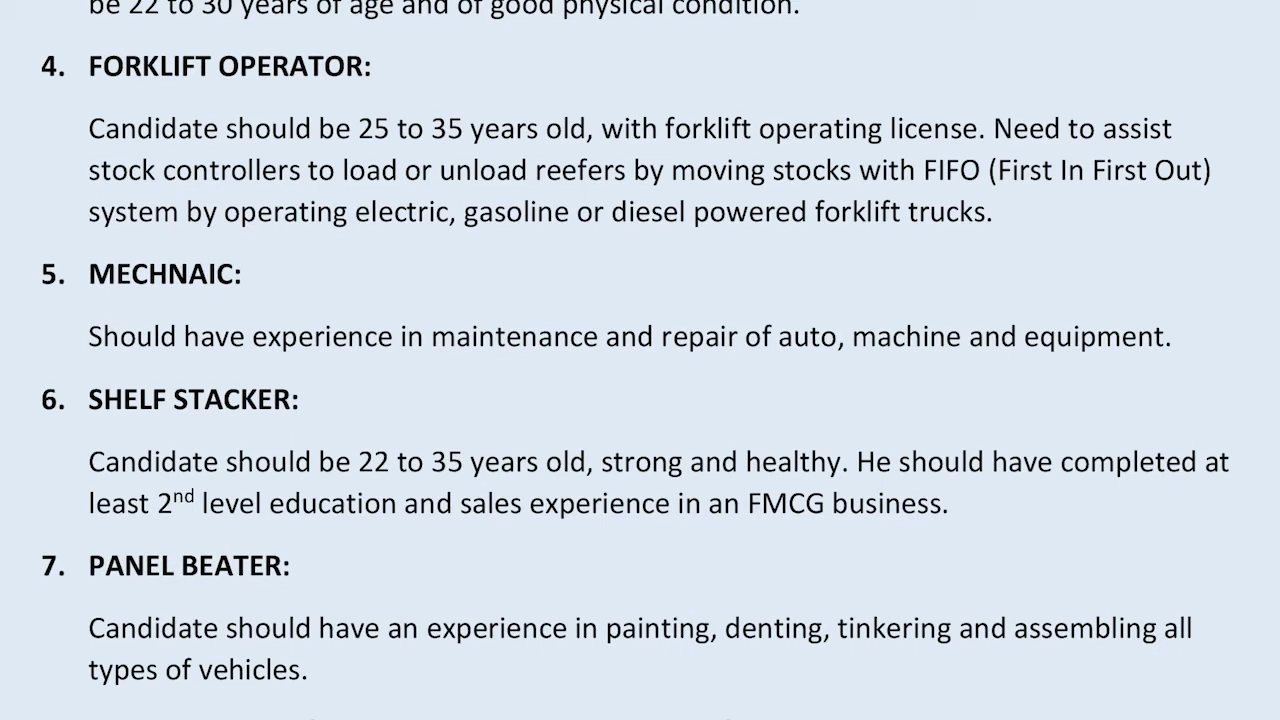 be 22 to 30 years of age and of good physical condition.
4. FORKLIFT OPERATOR:
Candidate should be 25 to 35 years old, with forklift operating license. Need to assist
stock controllers to load or unload reefers by moving stocks with FIFO (First In First Out)
system by operating electric, gasoline or diesel powered forklift trucks.
5. MECHNAIC:
Should have experience in maintenance and repair of auto, machine and equipment.
6. SHELF STACKER:
Candidate should be 22 to 35 years old, strong and healthy. He should have completed at
least 2nd level education and sales experience in an FMCG business.
7. PANEL BEATER:
Candidate should have an experience in painting, denting, tinkering and assembling all
types of vehicles.